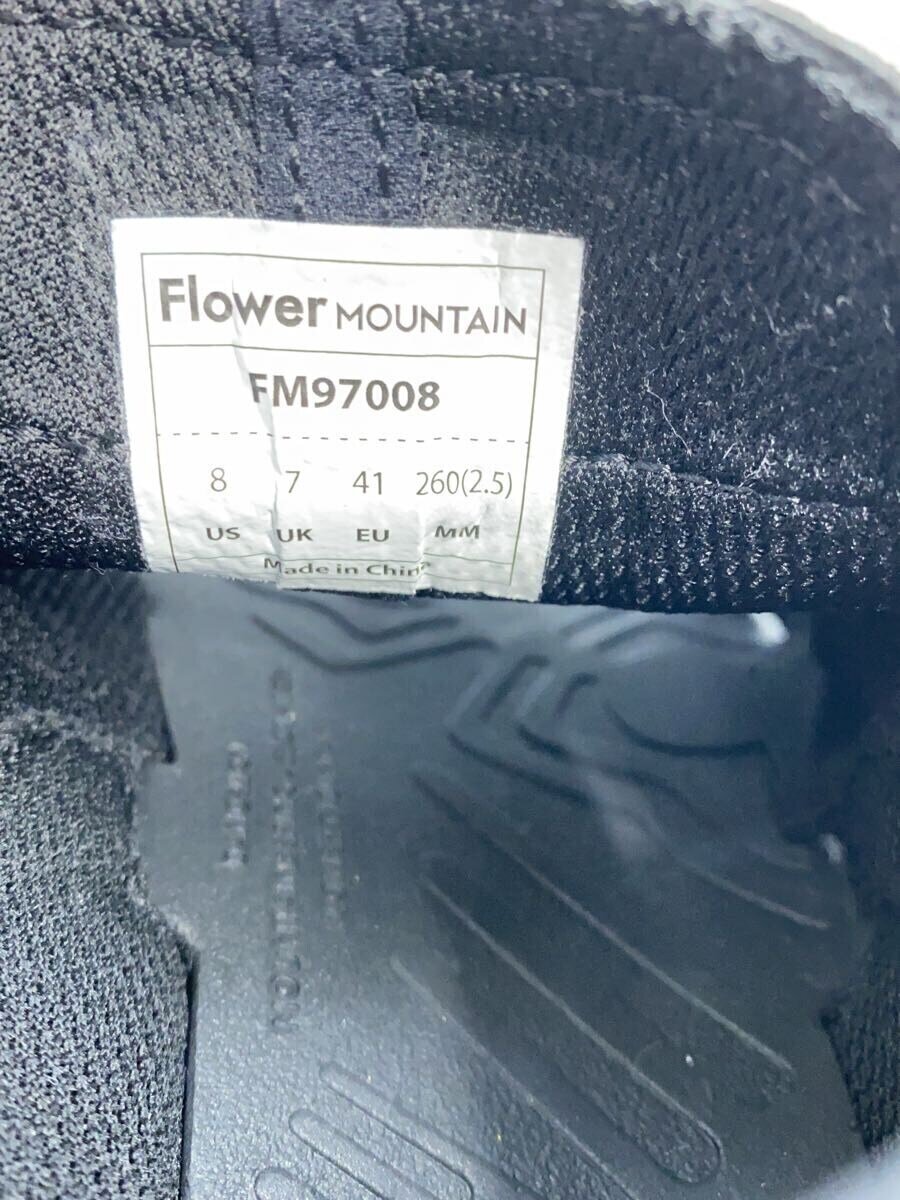 Flower MOUNTAIN
FM97008
8 7 41 260(2.5)
US UK EU MM
Made in China